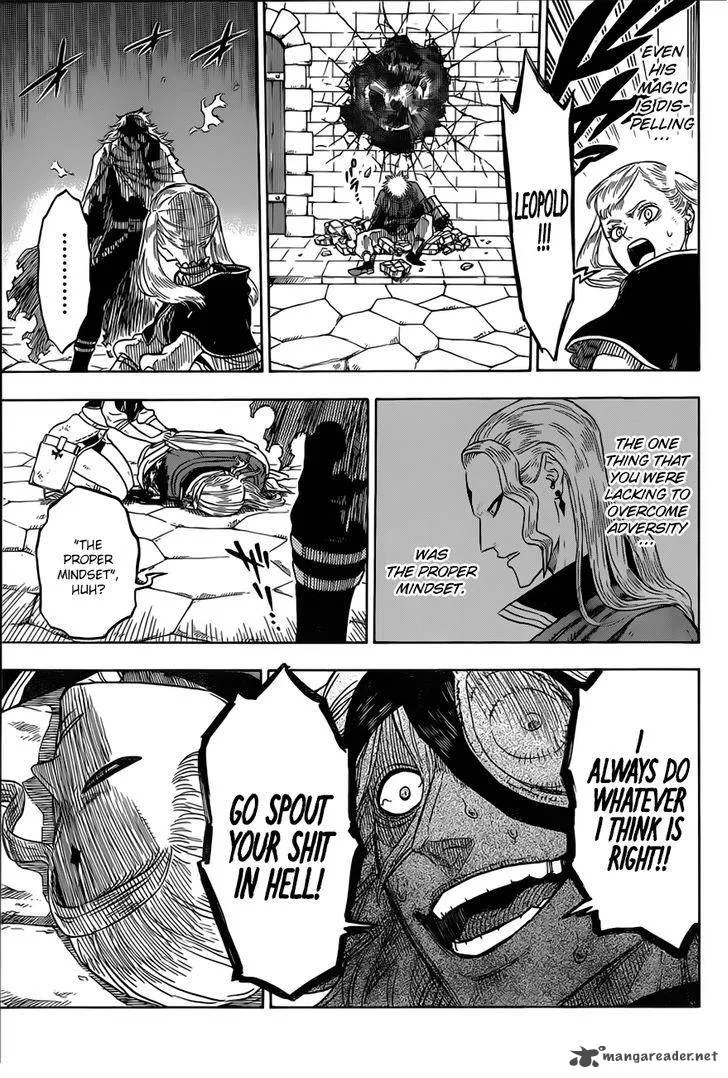 EVEN
HIS
MAGIC
IS DIS-
PELLING
...
LEOPOLD
!!!
........
THE ONE
THING THAT
YOU WERE
LACKING TO
OVERCOME
ADVERSITY
...
WAS
THE PROPER
MINDSET.
"THE
PROPER
MINDSET",
HUH?
I
ALWAYS DO
WHATEVER
I THINK IS
RIGHT!!
GO SPOUT
YOUR SHIT
IN HELL!
mangareader.net